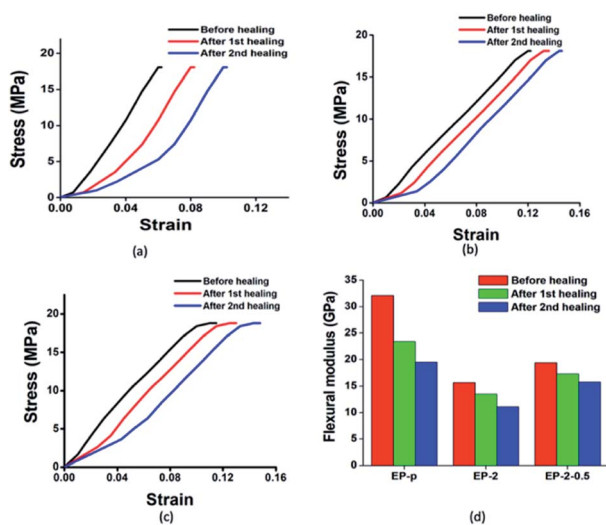 Before healing
After 1st healing
After 2nd healing
Stress (MPa)
20
15
10
5
0
0.00 0.04 0.08 0.12
Strain
(a)
Before healing
After 1st healing
After 2nd healing
Stress (MPa)
20
15
10
5
0
0.00 0.04 0.08 0.12 0.16
Strain
(b)
Before healing
After 1st healing
After 2nd healing
Stress (MPa)
20
15
10
5
0
0.00 0.04 0.08 0.12 0.16
Strain
(c)
Before healing
After 1st healing
After 2nd healing
Flexural modulus (GPa)
35
30
25
20
15
10
5
0
EP-p EP-2 EP-2-0.5
(d)